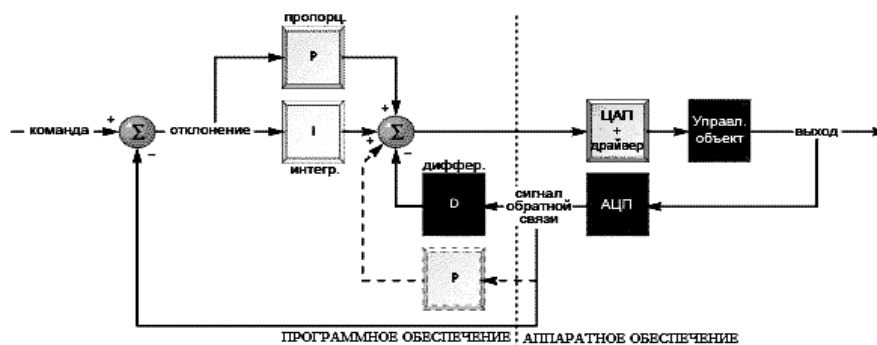 пропорц.
P
команда
+
Σ
−
отклонение
I
интегр.
+
+
Σ
−
ЦАП
+
драйвер
Управл.
объект
выход
диффер.
D
сигнал
обратной
связи
АЦП
P
ПРОГРАММНОЕ ОБЕСПЕЧЕНИЕ
АППАРАТНОЕ ОБЕСПЕЧЕНИЕ